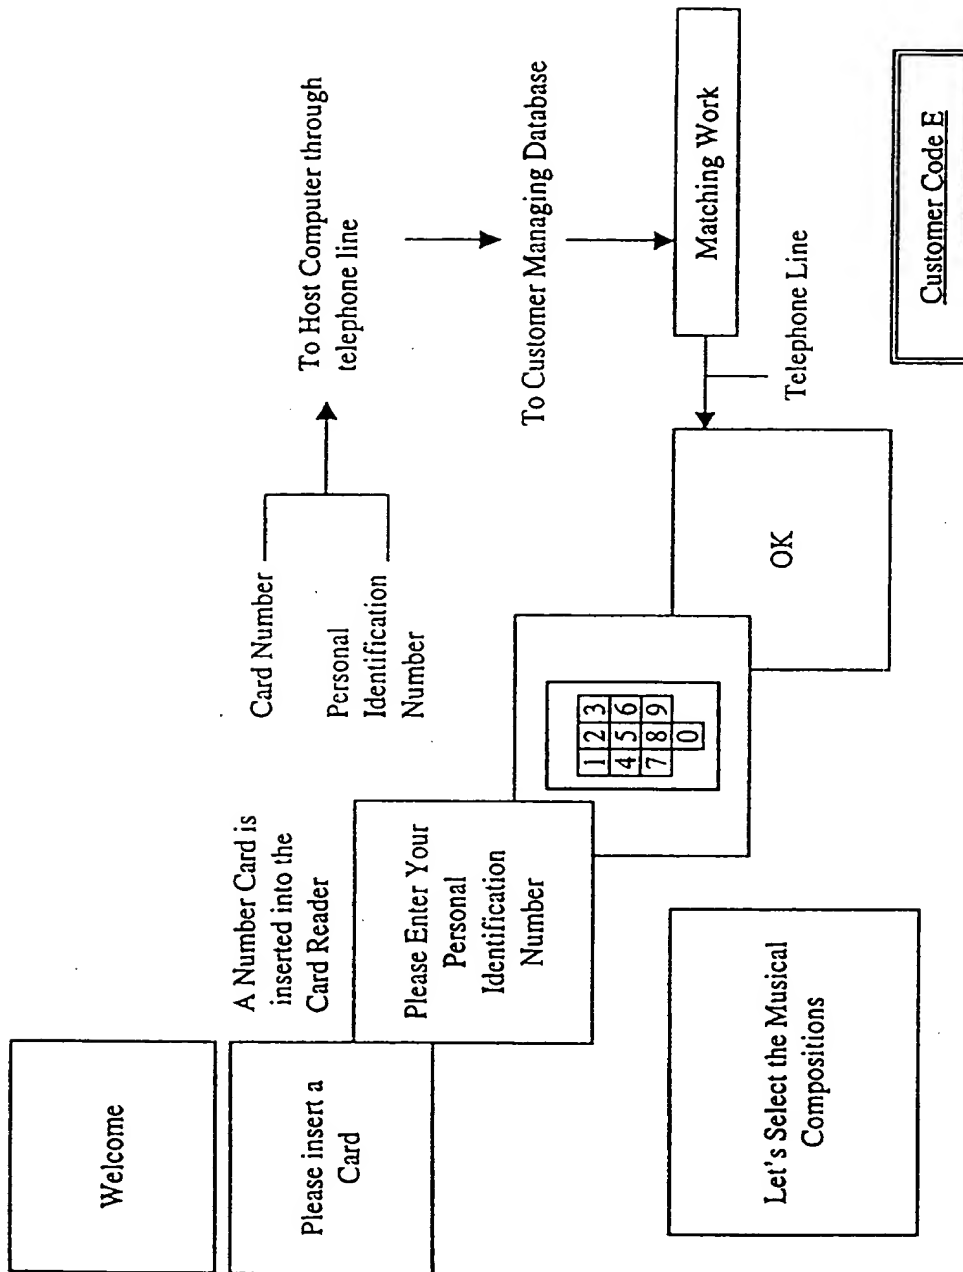 Welcome
Please insert a
Card
A Number Card is
inserted into the
Card Reader
Please Enter Your
Personal
Identification
Number
1 2 3
4 5 6
7 8 9
0
Card Number
Personal
Identification
Number
To Host Computer through
telephone line
To Customer Managing Database
Matching Work
Telephone Line
OK
Let's Select the Musical
Compositions
Customer Code E